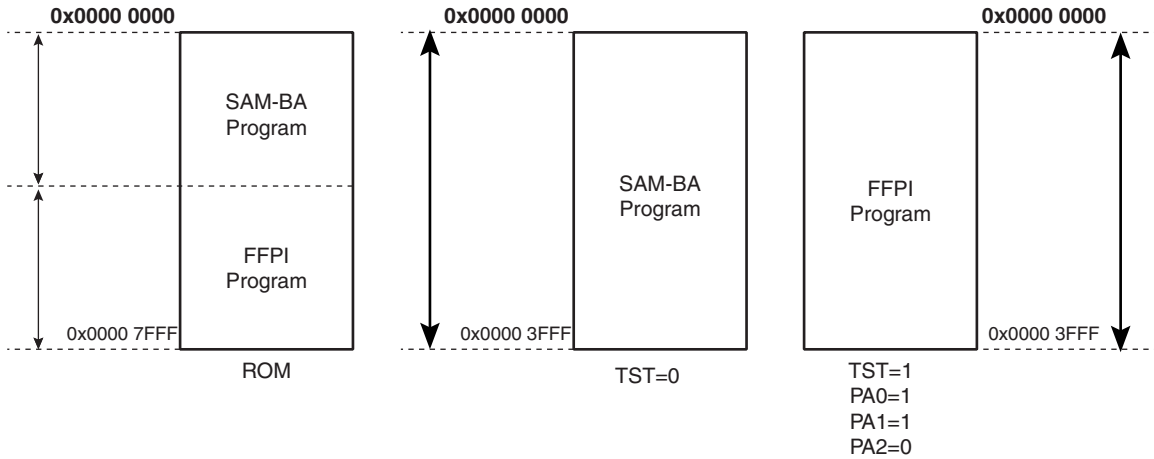 0x0000 0000
SAM-BA
Program
FFPI
Program
0x0000 7FFF
ROM
0x0000 0000
SAM-BA
Program
0x0000 3FFF
TST=0
0x0000 0000
FFPI
Program
0x0000 3FFF
TST=1
PA0=1
PA1=1
PA2=0